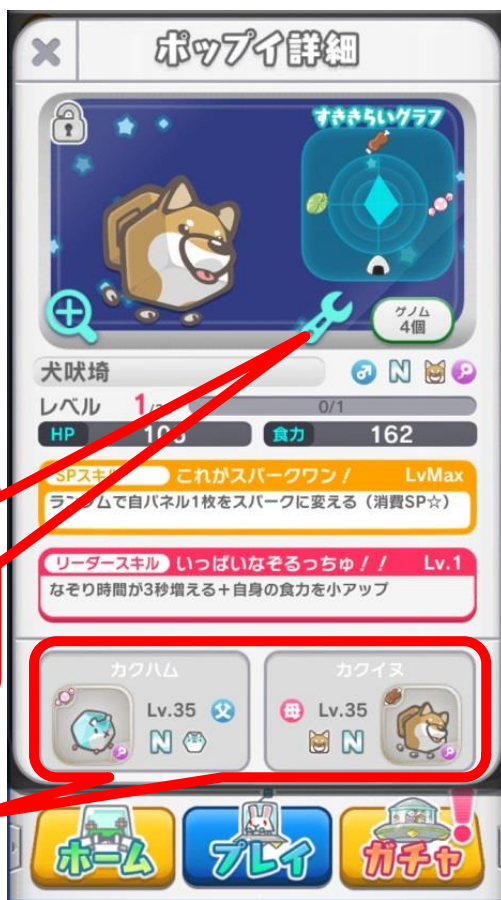 ポップイ詳細
すききらいグラフ
ゲノム
4個
犬吠埼
N
レベル 1
0/1
HP
食力 162
これがスパークワン! LvMax
ランダムで自パネル1枚をスパークに変える(消費SP☆)
リーダースキル いっぱいなぞるっちゅ!! Lv.1
なぞり時間が3秒増える+自身の食力を小アップ
カクハム
カクイヌ
Lv.35 父
母 Lv.35
N
N
ホーム
プレイ
ガチャ